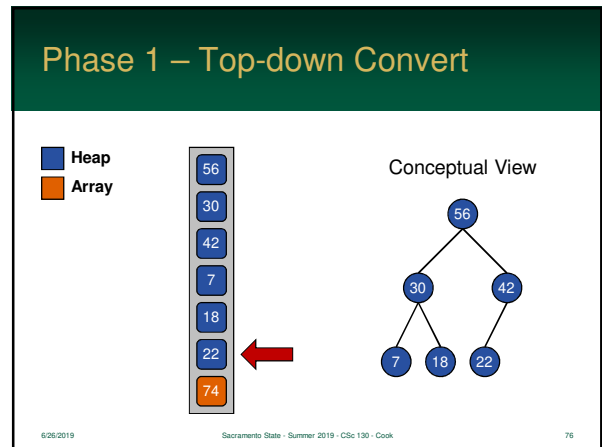 Phase 1 – Top-down Convert
Heap
Array
56
30
42
7
18
22
74
Conceptual View
56
30 42
7 18 22
6/26/2019 Sacramento State - Summer 2019 - CSc 130 - Cook 76